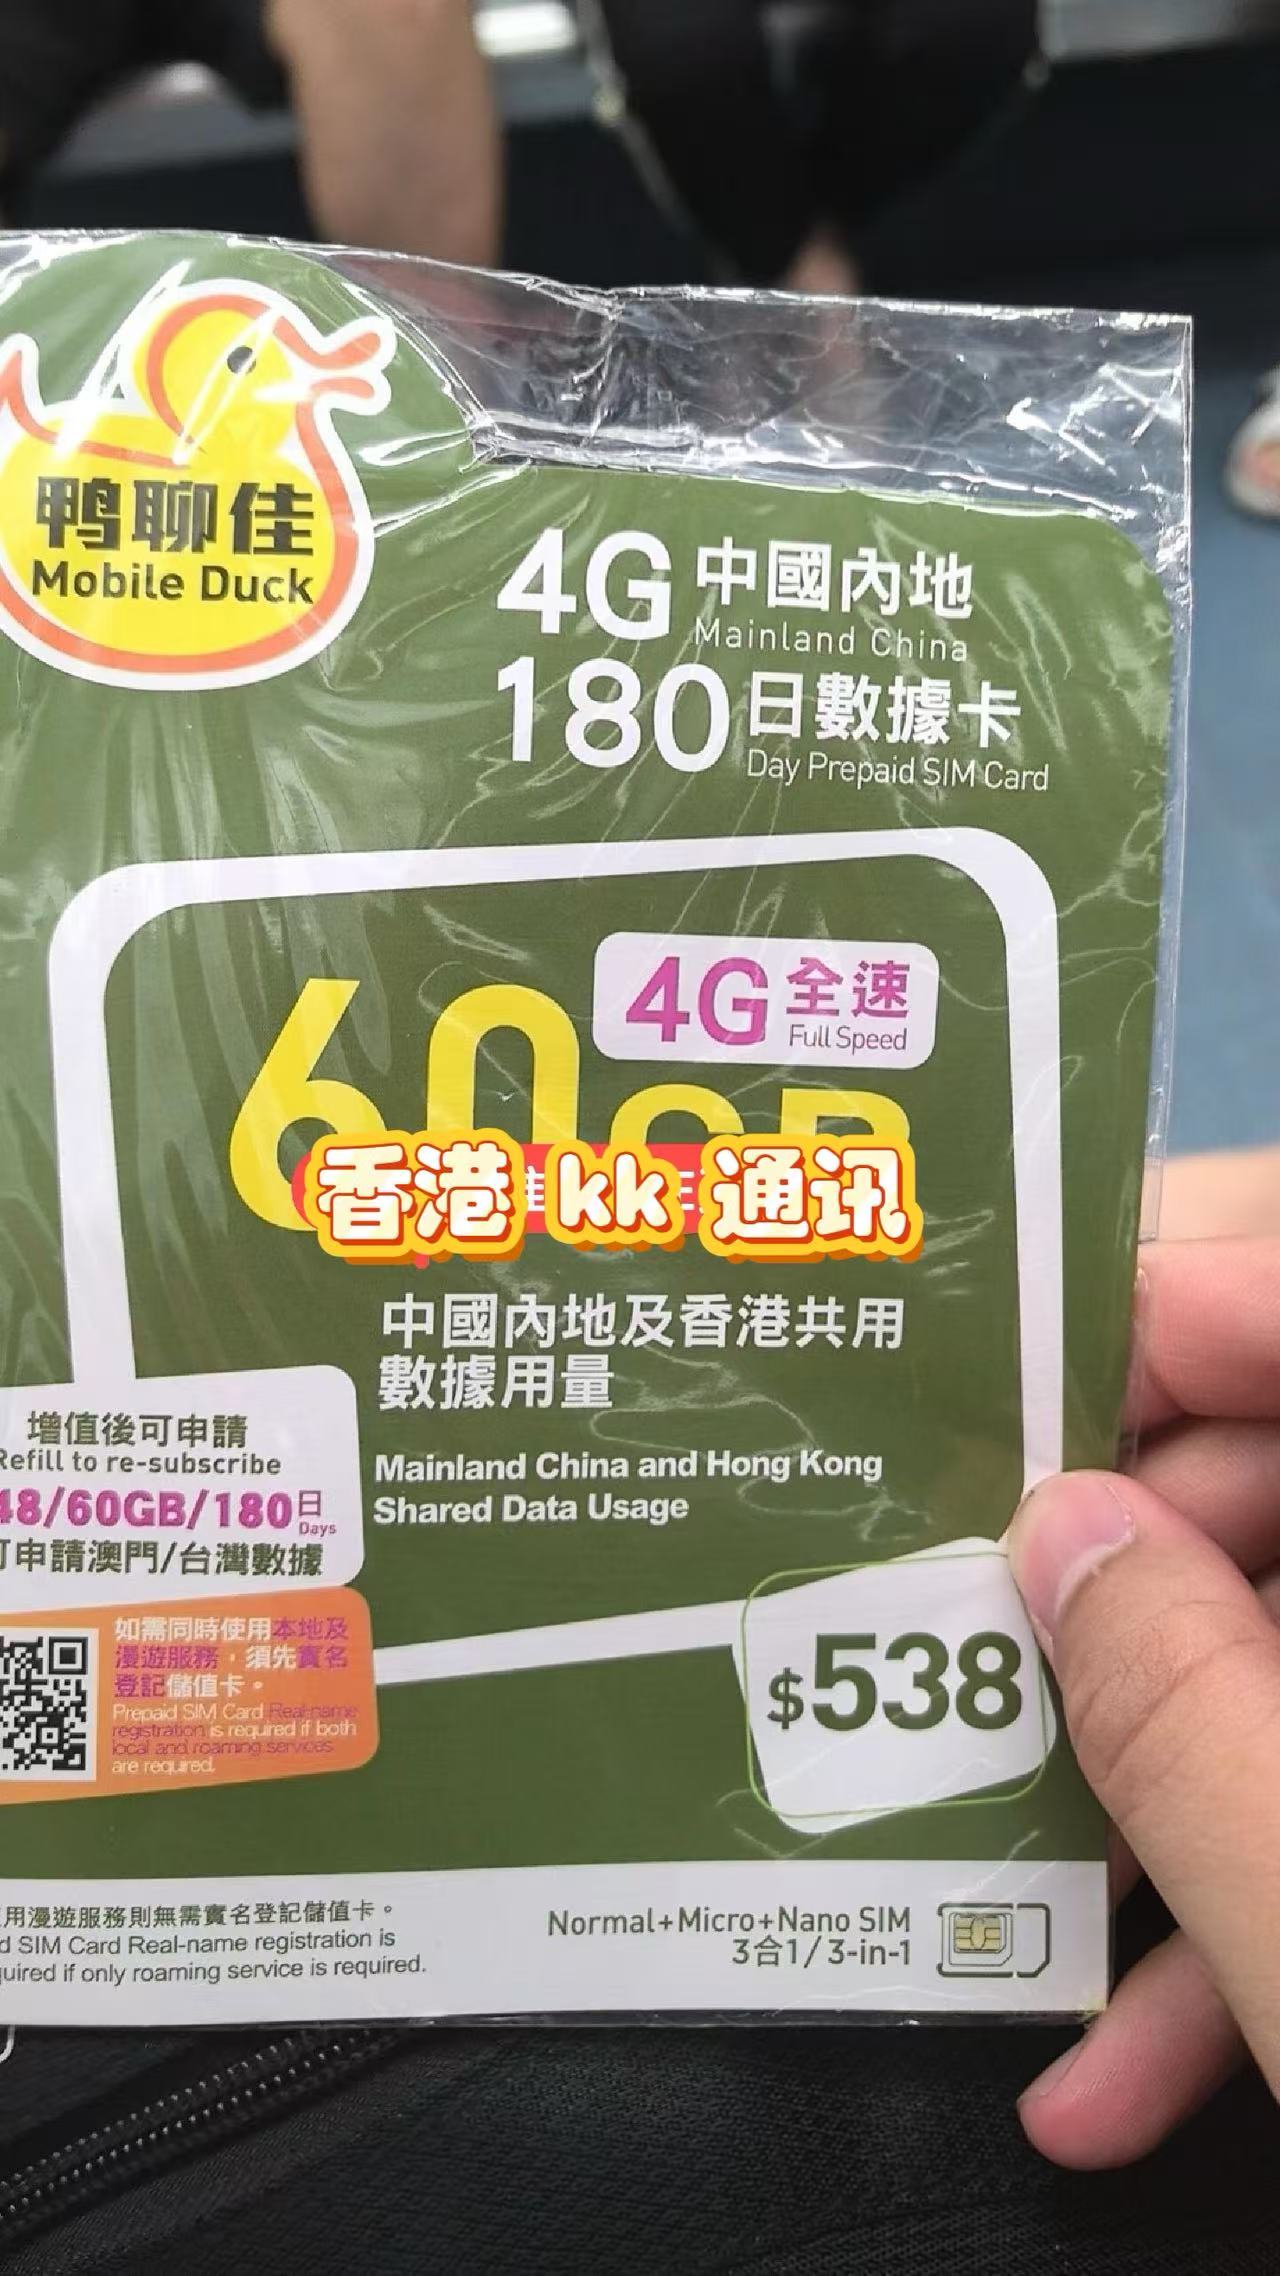 鸭聊佳
Mobile Duck
4G 中國內地
Mainland China
180 日數據卡
Day Prepaid SIM Card
4G 全速
Full Speed
60GB
香港 kk 通讯
中國內地及香港共用
數據用量
Mainland China and Hong Kong
Shared Data Usage
增值後可申請
Refill to re-subscribe
48/60GB/180日
Days
可申請澳門/台灣數據
如需同時使用本地及
漫遊服務，須先實名
登記儲值卡。
Prepaid SIM Card Real-name
registration is required if both
local and roaming services
are required.
$538
用漫遊服務則無需實名登記儲值卡。
SIM Card Real-name registration is
if only roaming service is required.
Normal+Micro+Nano SIM
3合1/3-in-1